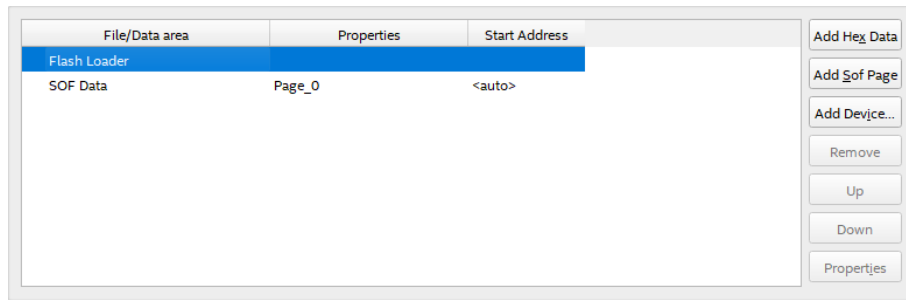 File/Data area Properties Start Address
Flash Loader
SOF Data Page_0 <auto>
Add Hex Data
Add Sof Page
Add Device...
Remove
Up
Down
Properties